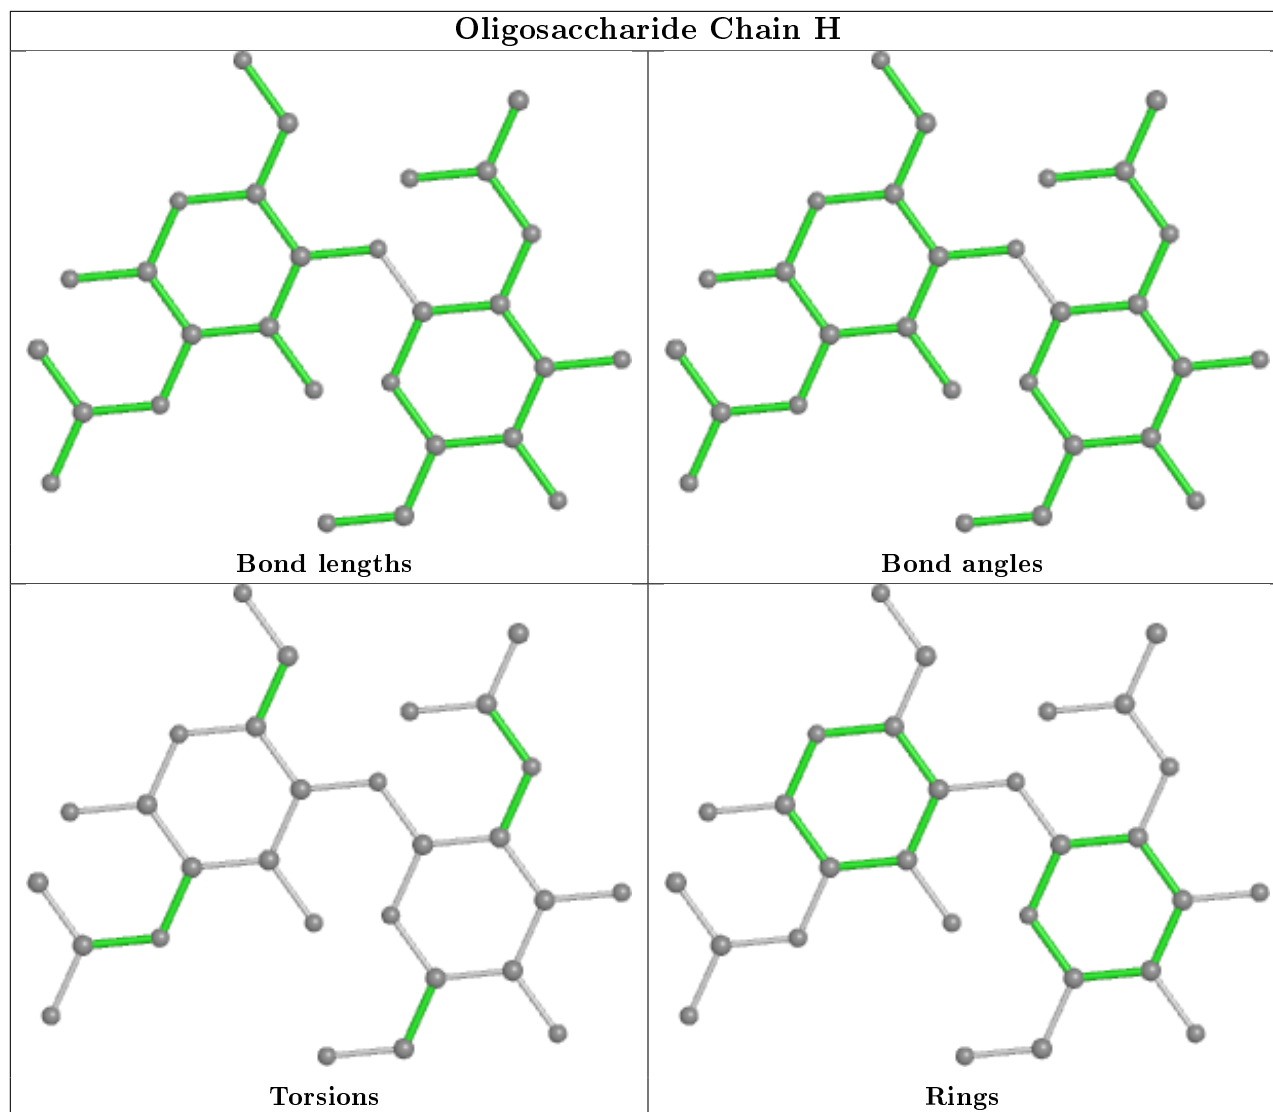 Oligosaccharide Chain H
Bond lengths
Bond angles
Torsions
Rings